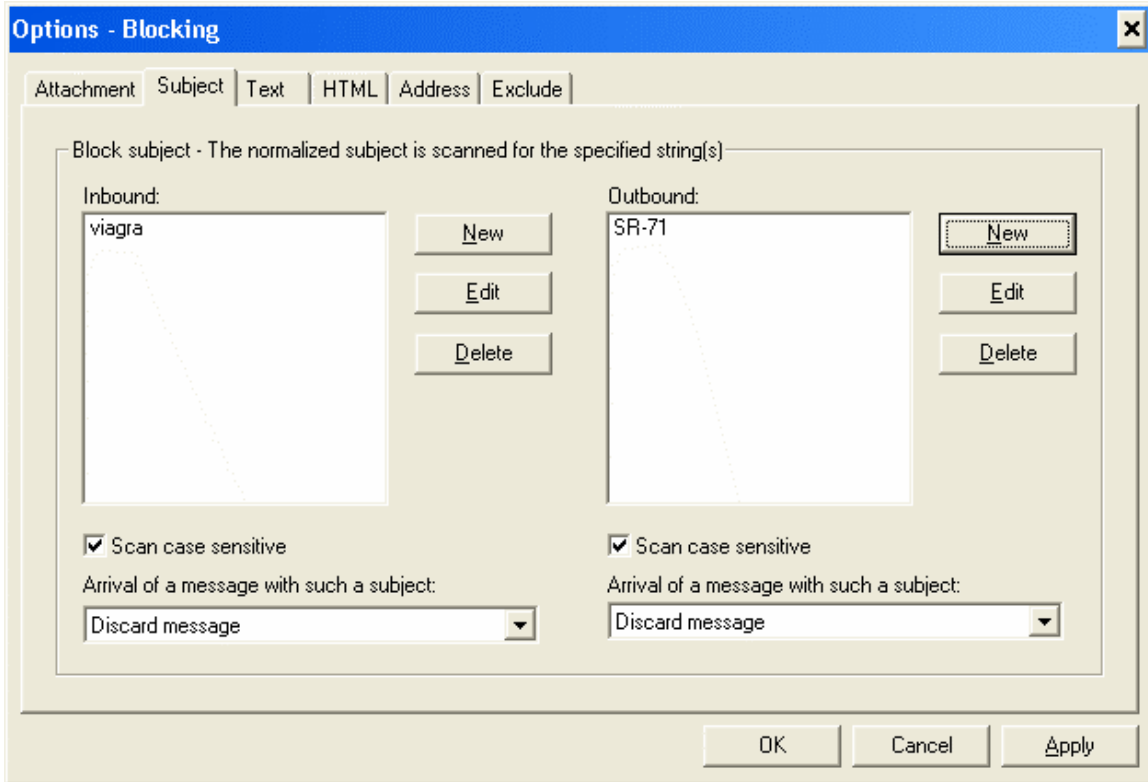 Options - Blocking
Attachment Subject Text HTML Address Exclude
Block subject - The normalized subject is scanned for the specified string(s)
Inbound:
viagra
New
Edit
Delete
Scan case sensitive
Arrival of a message with such a subject:
Discard message
Outbound:
SR-71
New
Edit
Delete
Scan case sensitive
Arrival of a message with such a subject:
Discard message
OK Cancel Apply